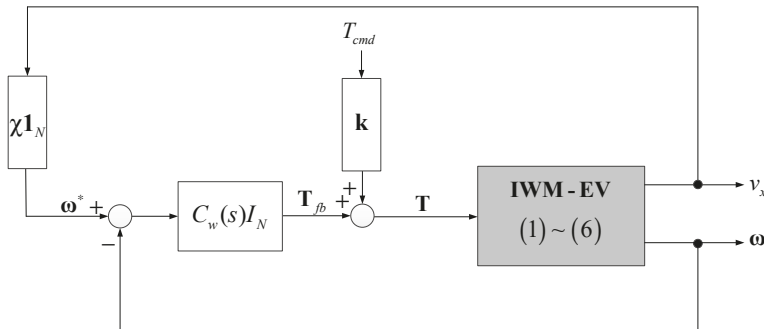 T_cmd
χ1_N
k
ω* +
−
C_w(s)I_N
T_fb
+
+
T
IWM - EV
(1) ~ (6)
v_x
ω